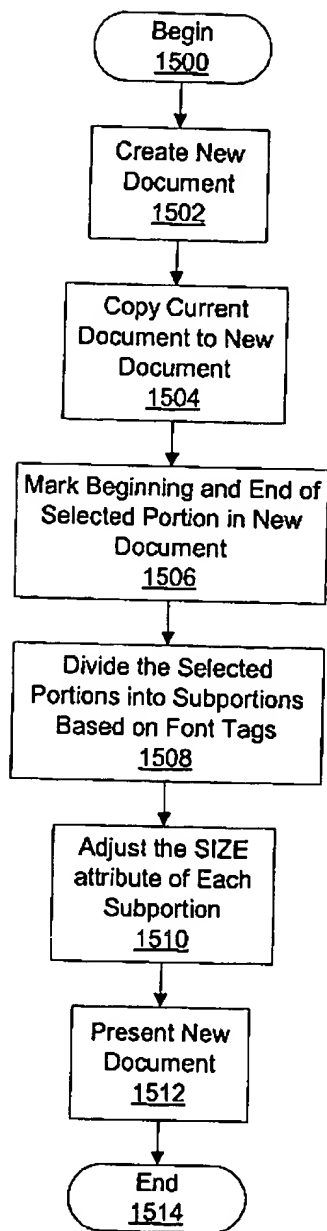 Begin
1500
Create New
Document
1502
Copy Current
Document to New
Document
1504
Mark Beginning and End of
Selected Portion in New
Document
1506
Divide the Selected
Portions into Subportions
Based on Font Tags
1508
Adjust the SIZE
attribute of Each
Subportion
1510
Present New
Document
1512
End
1514